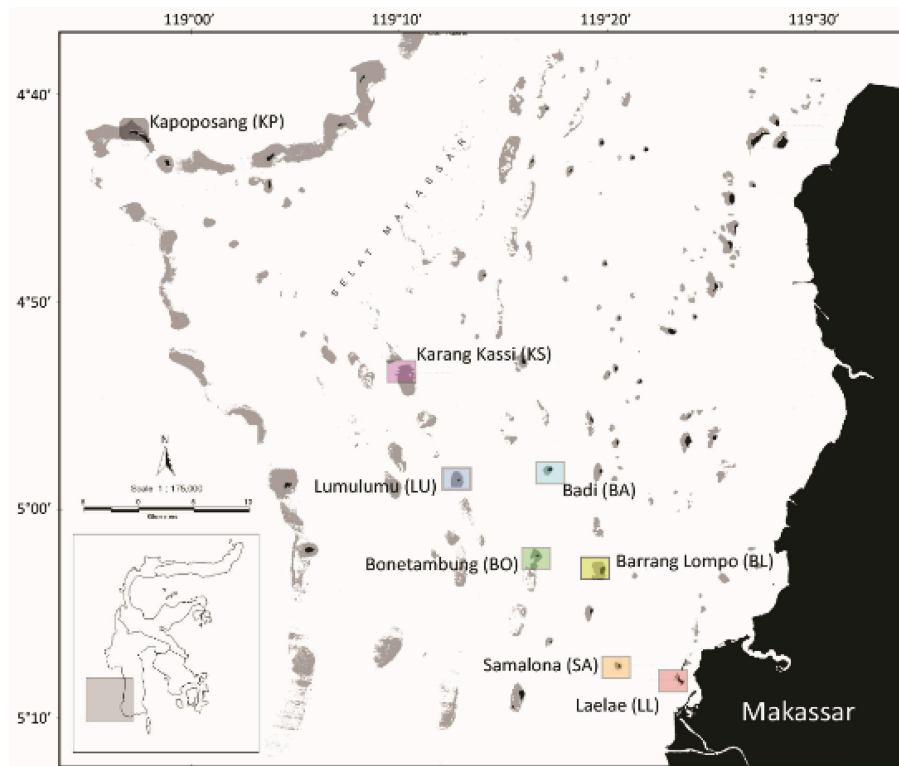 119°00' 119°10' 119°20' 119°30'
4°40'
Kapoposang (KP)
SELAT MAKASSAR
4°50'
Karang Kassi (KS)
N
Scale 1 : 175,000
Lumulumu (LU)
Badi (BA)
5°00'
Bonetambung (BO)
Barrang Lompo (BL)
Samalona (SA)
Laelae (LL)
5°10'
Makassar